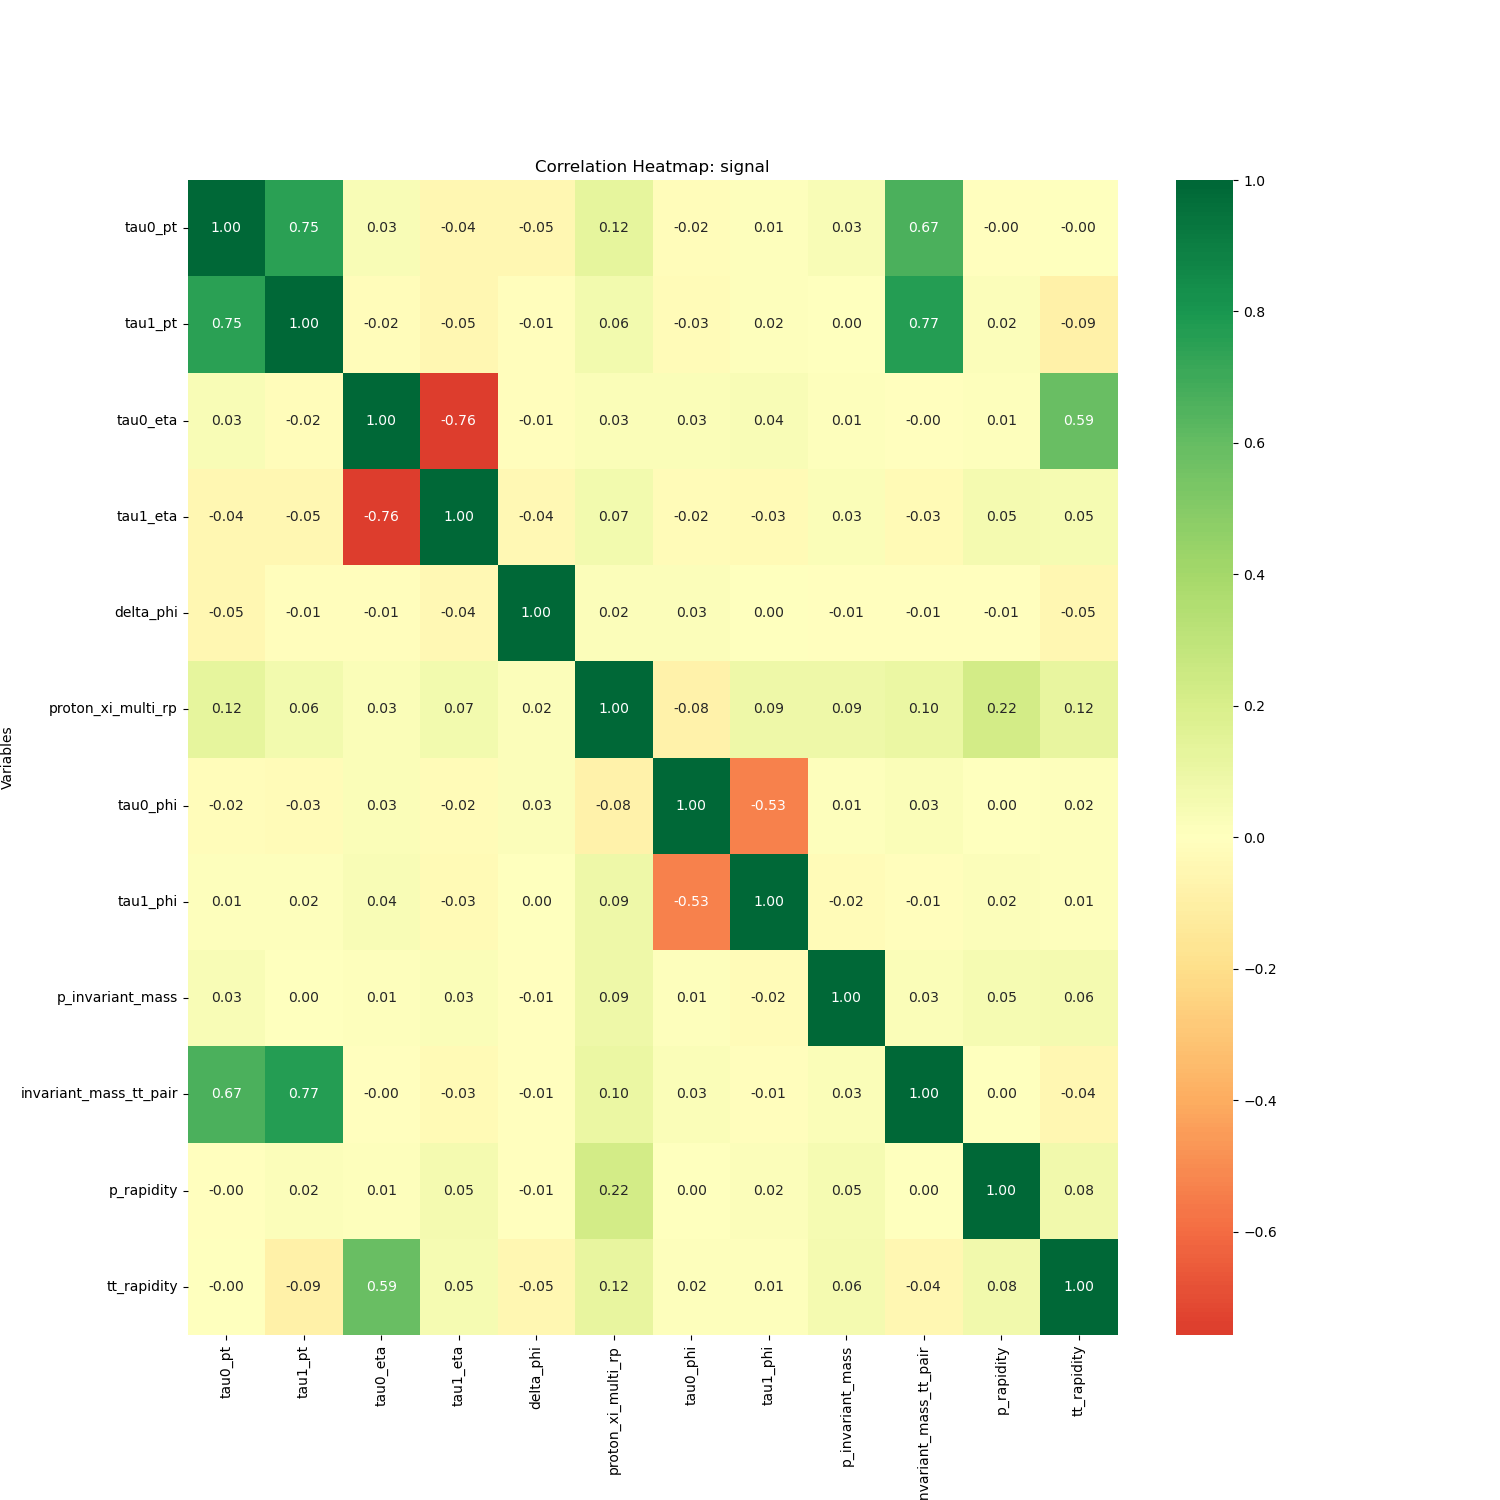 Correlation Heatmap: signal
tau0_pt 1.00 0.75 0.03 -0.04 -0.05 0.12 -0.02 0.01 0.03 0.67 -0.00 -0.00
tau1_pt 0.75 1.00 -0.02 -0.05 -0.01 0.06 -0.03 0.02 0.00 0.77 0.02 -0.09
tau0_eta 0.03 -0.02 1.00 -0.76 -0.01 0.03 0.03 0.04 0.01 -0.00 0.01 0.59
tau1_eta -0.04 -0.05 -0.76 1.00 -0.04 0.07 -0.02 -0.03 0.03 -0.03 0.05 0.05
delta_phi -0.05 -0.01 -0.01 -0.04 1.00 0.02 0.03 0.00 -0.01 -0.01 -0.01 -0.05
proton_xi_multi_rp 0.12 0.06 0.03 0.07 0.02 1.00 -0.08 0.09 0.09 0.10 0.22 0.12
tau0_phi -0.02 -0.03 0.03 -0.02 0.03 -0.08 1.00 -0.53 0.01 0.03 0.00 0.02
tau1_phi 0.01 0.02 0.04 -0.03 0.00 0.09 -0.53 1.00 -0.02 -0.01 0.02 0.01
p_invariant_mass 0.03 0.00 0.01 0.03 -0.01 0.09 0.01 -0.02 1.00 0.03 0.05 0.06
invariant_mass_tt_pair 0.67 0.77 -0.00 -0.03 -0.01 0.10 0.03 -0.01 0.03 1.00 0.00 -0.04
p_rapidity -0.00 0.02 0.01 0.05 -0.01 0.22 0.00 0.02 0.05 0.00 1.00 0.08
tt_rapidity -0.00 -0.09 0.59 0.05 -0.05 0.12 0.02 0.01 0.06 -0.04 0.08 1.00
Variables
tau0_pt
tau1_pt
tau0_eta
tau1_eta
delta_phi
proton_xi_multi_rp
tau0_phi
tau1_phi
p_invariant_mass
nvariant_mass_tt_pair
p_rapidity
tt_rapidity
1.0
0.8
0.6
0.4
0.2
0.0
−0.2
−0.4
−0.6